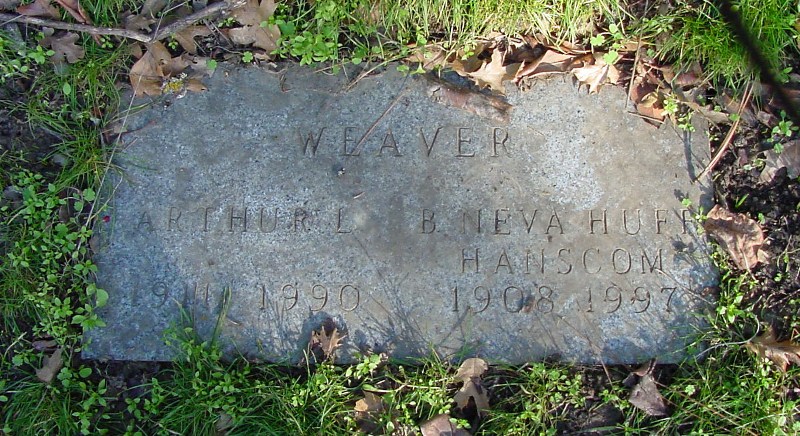 WEAVER
ARTHUR L B. NEVA HUFF
HANSCOM
1911 1990 1908 1997